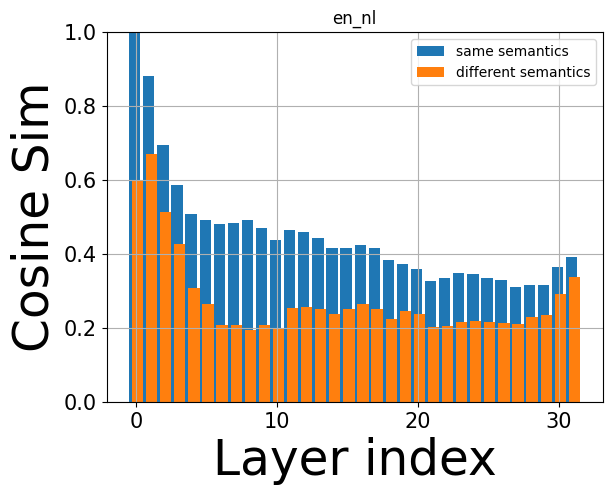 en_nl
same semantics
different semantics
Cosine Sim
1.0
0.8
0.6
0.4
0.2
0.0
0 10 20 30
Layer index